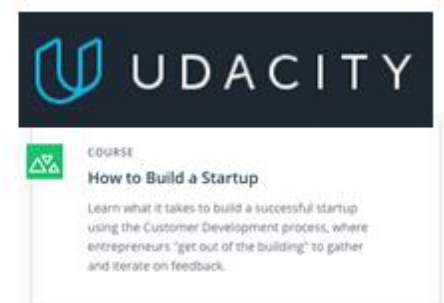 UDACITY
COURSE
How to Build a Startup
Learn what it takes to build a successful startup
using the Customer Development process, where
entrepreneurs "get out of the building" to gather
and iterate on feedback.